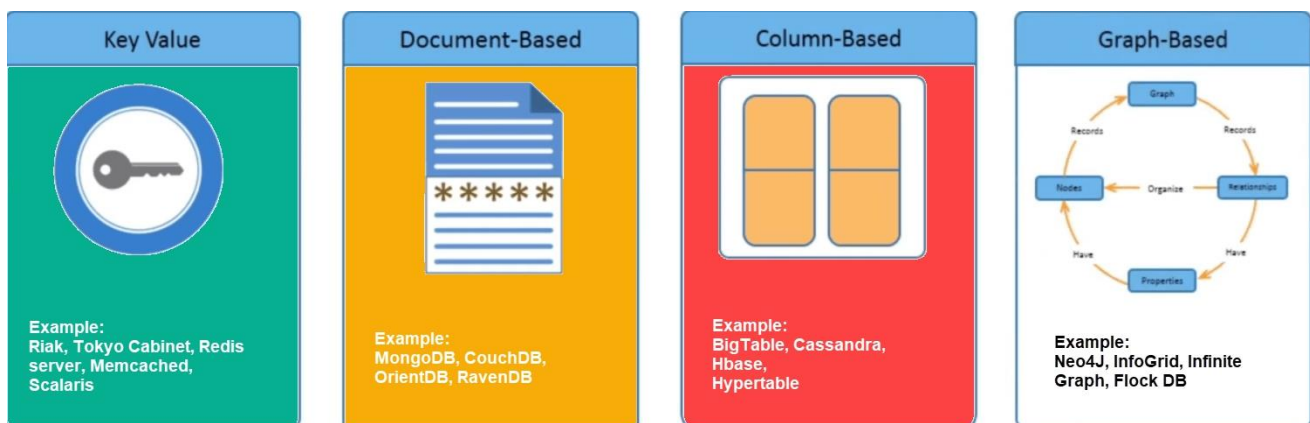 Key Value
Example:
Riak, Tokyo Cabinet, Redis
server, Memcached,
Scalaris
Document-Based
*****
Example:
MongoDB, CouchDB,
OrientDB, RavenDB
Column-Based
Example:
BigTable, Cassandra,
Hbase,
Hypertable
Graph-Based
Graph
Records
Records
Nodes
Organize
Relationships
Have
Have
Properties
Example:
Neo4J, InfoGrid, Infinite
Graph, Flock DB